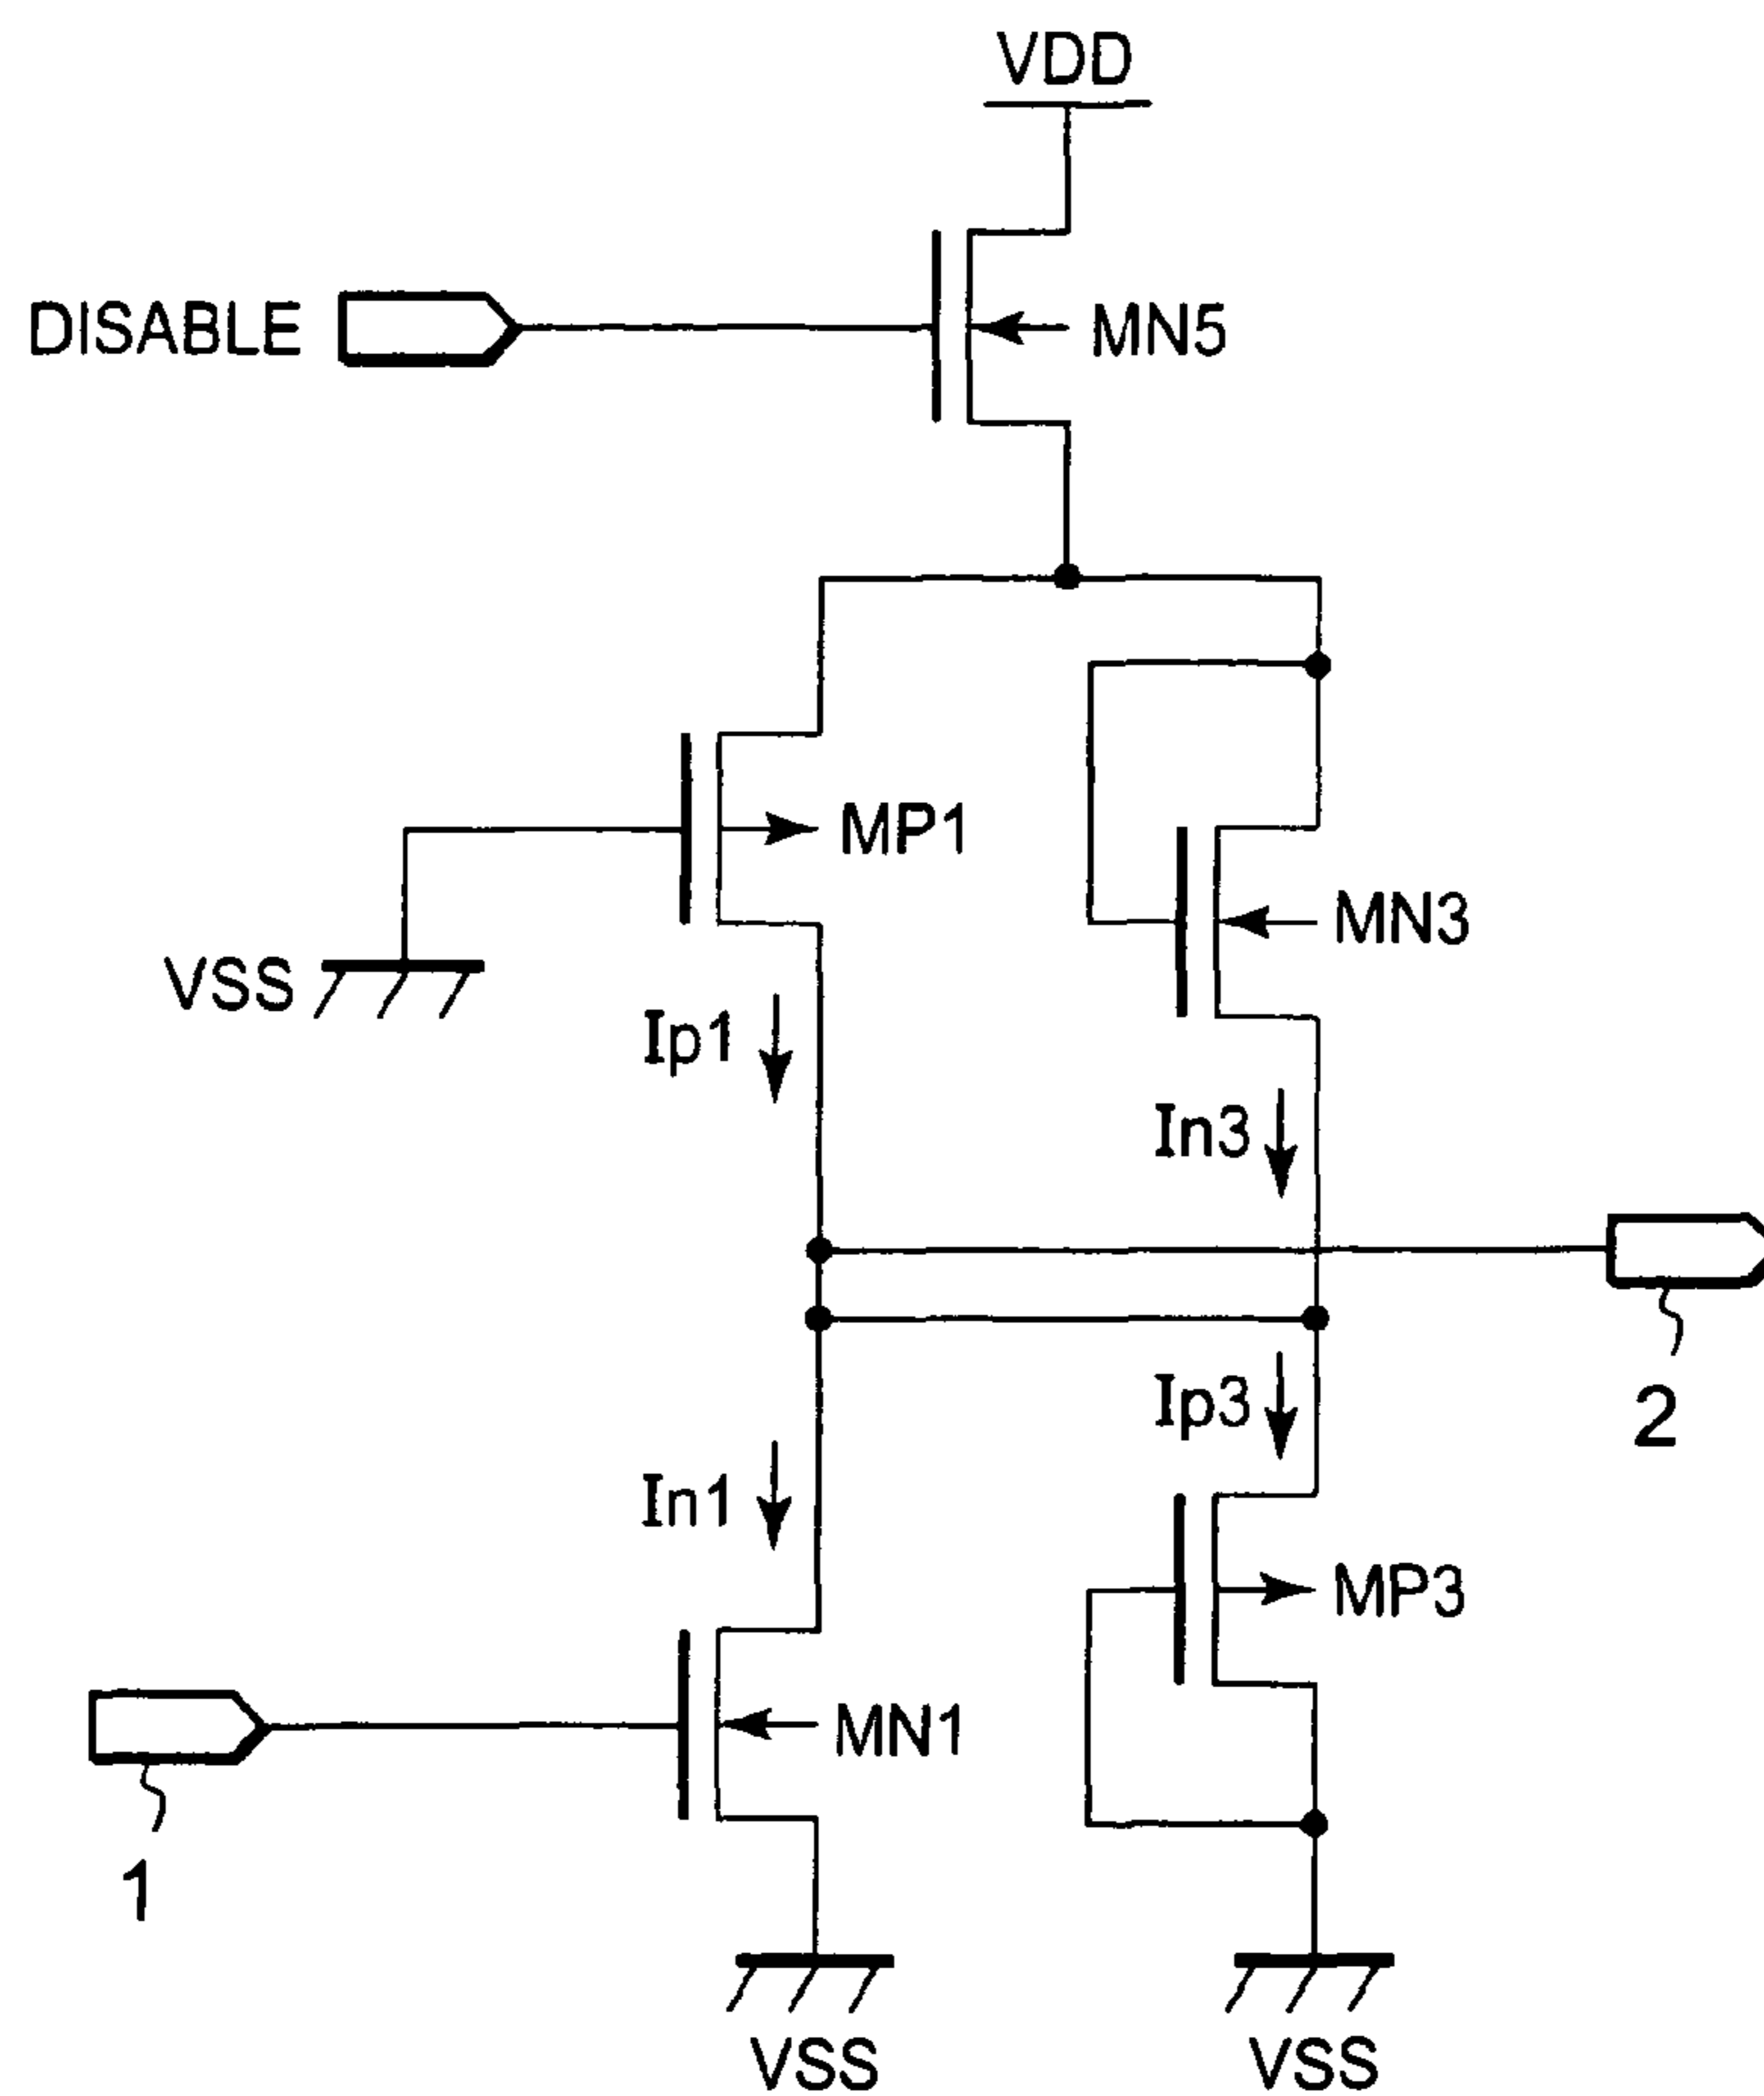 VDD
DISABLE
MN5
MP1
MN3
VSS
Ip1
In3
2
Ip3
In1
MP3
MN1
1
VSS
VSS